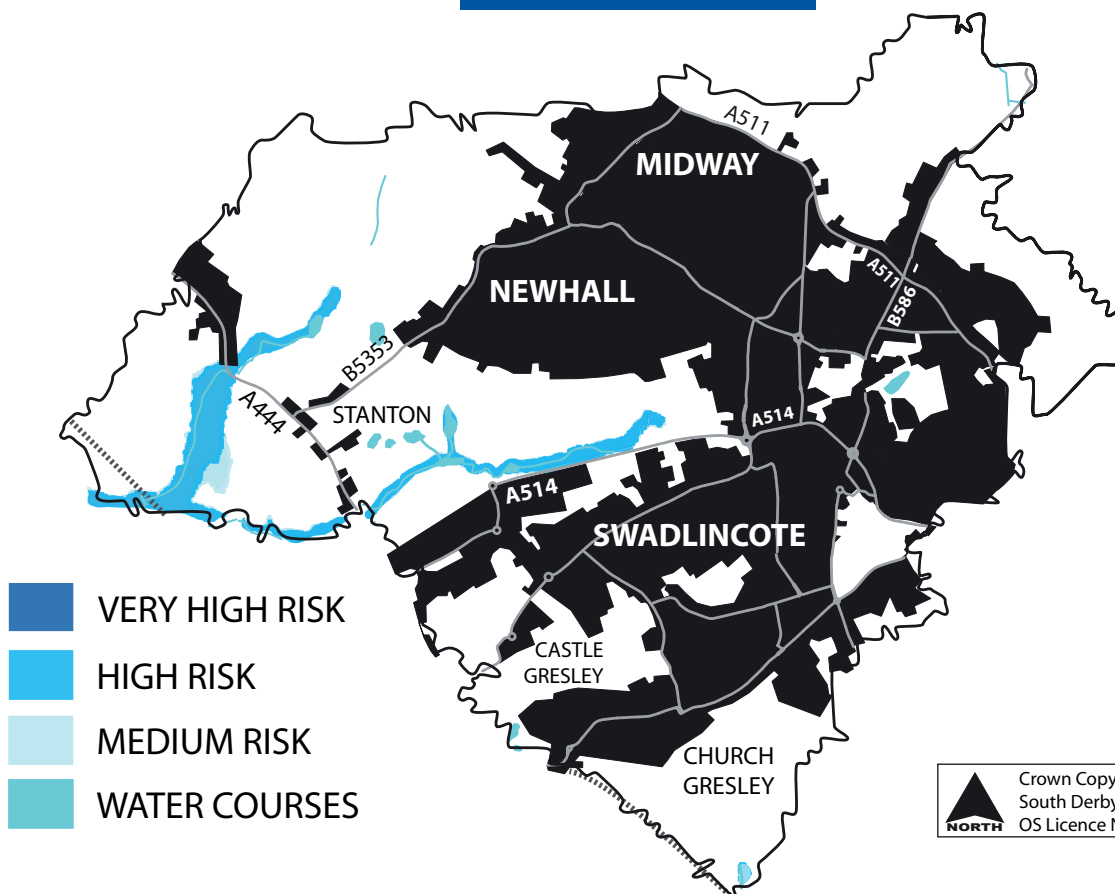 A511
MIDWAY
A511
B586
NEWHALL
B5353
A444
STANTON
A514
A514
SWADLINCOTE
CASTLE
GRESLEY
CHURCH
GRESLEY
VERY HIGH RISK
HIGH RISK
MEDIUM RISK
WATER COURSES
NORTH
Crown Copy
South Derby
OS Licence N